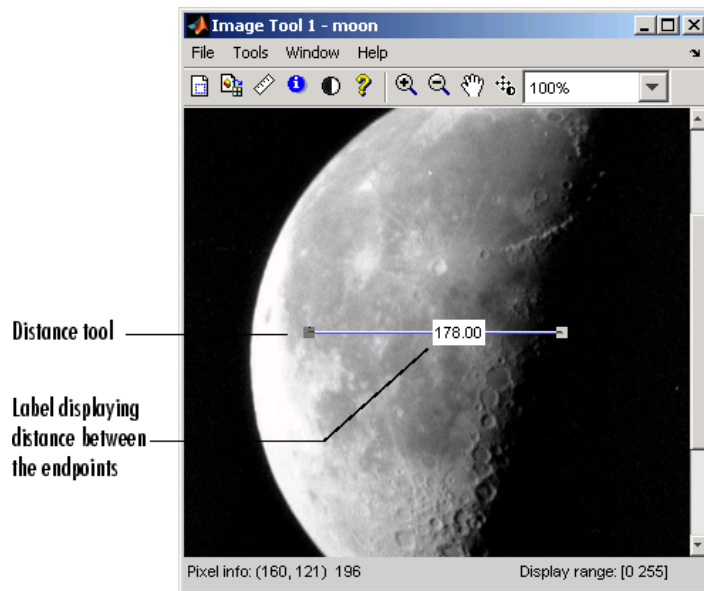 Image Tool 1 - moon
File Tools Window Help
100%
Distance tool
178.00
Label displaying
distance between
the endpoints
Pixel info: (160, 121) 196
Display range: [0 255]